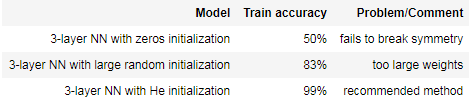 Model Train accuracy Problem/Comment
3-layer NN with zeros initialization 50% fails to break symmetry
3-layer NN with large random initialization 83% too large weights
3-layer NN with He initialization 99% recommended method